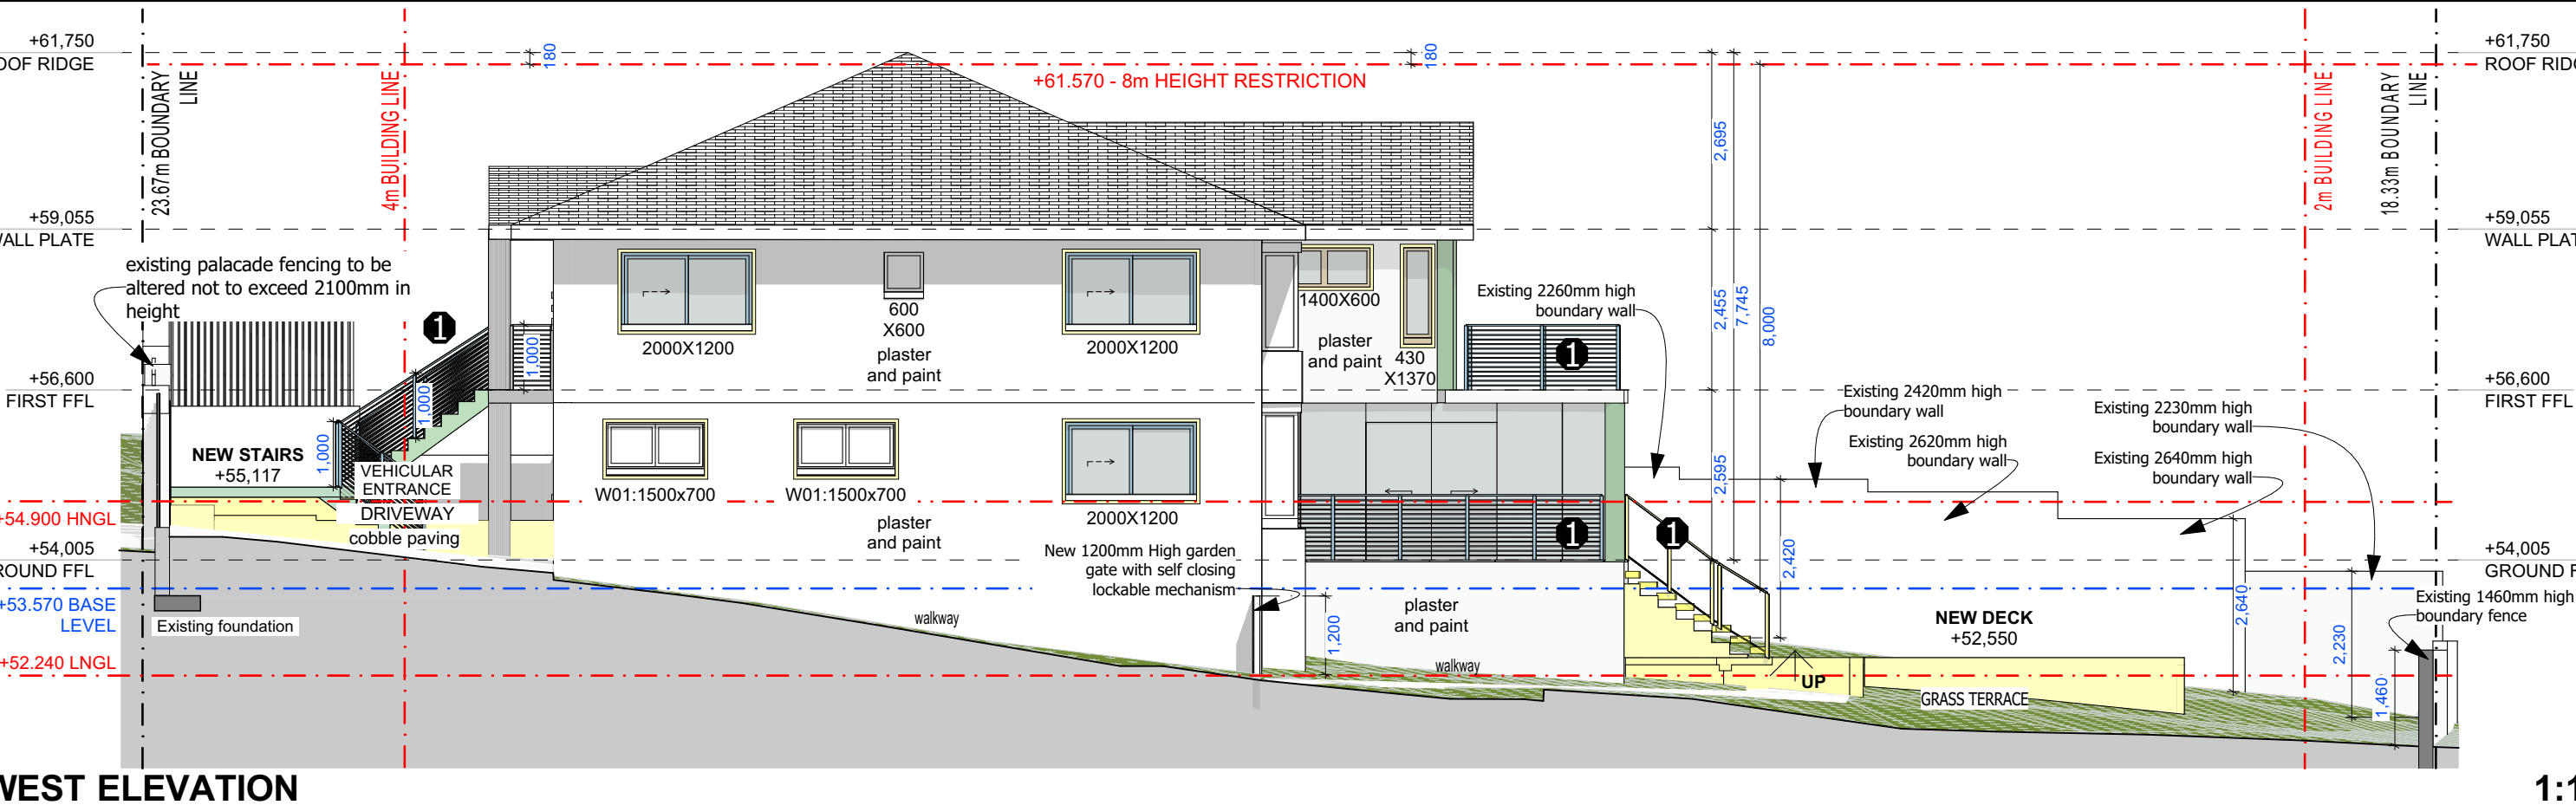 +61,750
OOF RIDGE
23.67m BOUNDARY
LINE
4m BUILDING LINE
180
+61.570 - 8m HEIGHT RESTRICTION
180
2m BUILDING LINE
18.33m BOUNDARY
LINE
+61,750
ROOF RIDG
+59,055
WALL PLATE
2,695
+59,055
WALL PLAT
existing palacade fencing to be
altered not to exceed 2100mm in
height
1
1,000
1,000
1,000
2000X1200
600
X600
plaster
and paint
2000X1200
1400X600
plaster
and paint
430
X1370
Existing 2260mm high
boundary wall
1
2,455
7,745
8,000
+56,600
FIRST FFL
+56,600
FIRST FFL
NEW STAIRS
+55,117
VEHICULAR
ENTRANCE
DRIVEWAY
cobble paving
W01:1500x700
W01:1500x700
2000X1200
plaster
and paint
Existing 2420mm high
boundary wall
Existing 2620mm high
boundary wall
Existing 2230mm high
boundary wall
Existing 2640mm high
boundary wall
2,595
+54.900 HNGL
+54,005
ROUND FFL
1
1
2,420
+54,005
GROUND F
New 1200mm High garden
gate with self closing
lockable mechanism
+53.570 BASE
LEVEL
Existing foundation
walkway
1,200
plaster
and paint
walkway
NEW DECK
+52,550
2,640
2,230
1,460
Existing 1460mm high
boundary fence
+52.240 LNGL
UP
GRASS TERRACE
WEST ELEVATION
1:1